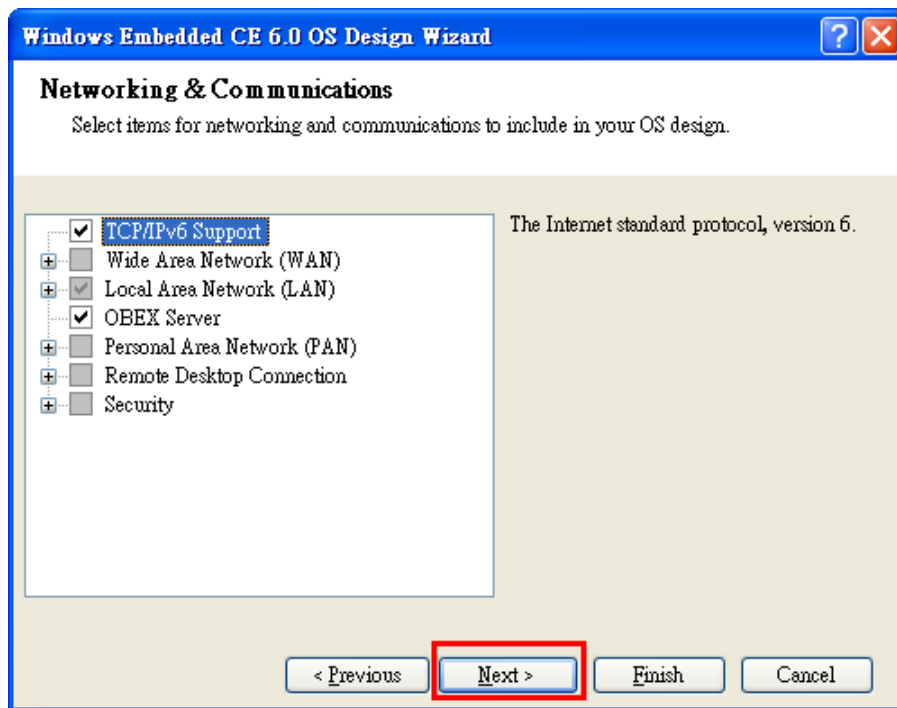 Windows Embedded CE 6.0 OS Design Wizard
Networking & Communications
Select items for networking and communications to include in your OS design.
TCP/IPv6 Support
Wide Area Network (WAN)
Local Area Network (LAN)
OBEX Server
Personal Area Network (PAN)
Remote Desktop Connection
Security
The Internet standard protocol, version 6.
< Previous
Next >
Finish
Cancel